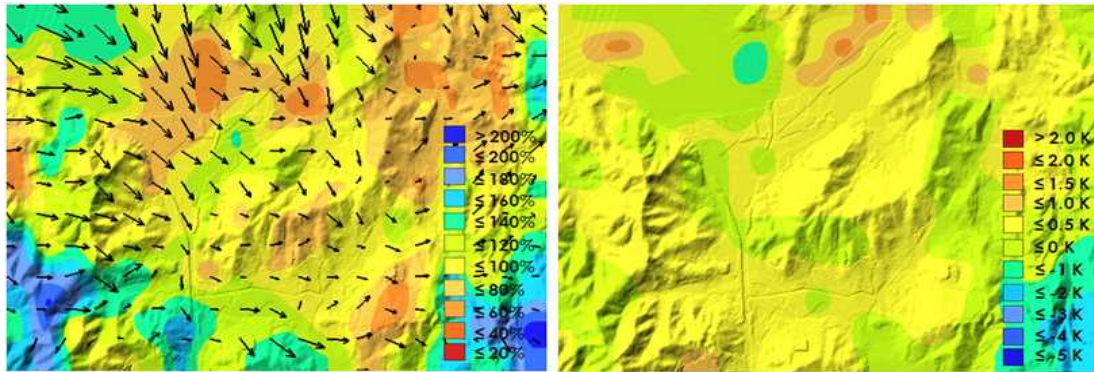 > 200%
≤ 200%
≤ 180%
≤ 160%
≤ 140%
≤ 120%
≤ 100%
≤ 80%
≤ 60%
≤ 40%
≤ 20%
> 2.0 K
≤ 2.0 K
≤ 1.5 K
≤ 1.0 K
≤ 0.5 K
≤ 0 K
≤ -1 K
≤ -2 K
≤ -3 K
≤ -4 K
≤ -5 K